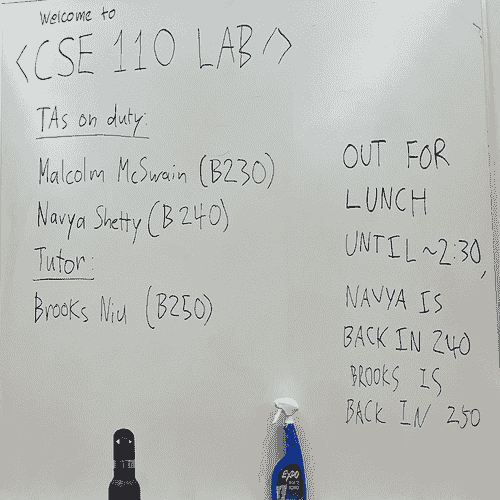 Welcome to
<CSE 110 LAB />
TAs on duty:
Malcolm McSwain (B230)
Navya Shetty (B240)
Tutor:
Brooks Niu (B250)
OUT FOR
LUNCH
UNTIL ~2:30,
NAVYA IS
BACK IN 240
BROOKS IS
BACK IN 250
EXPO